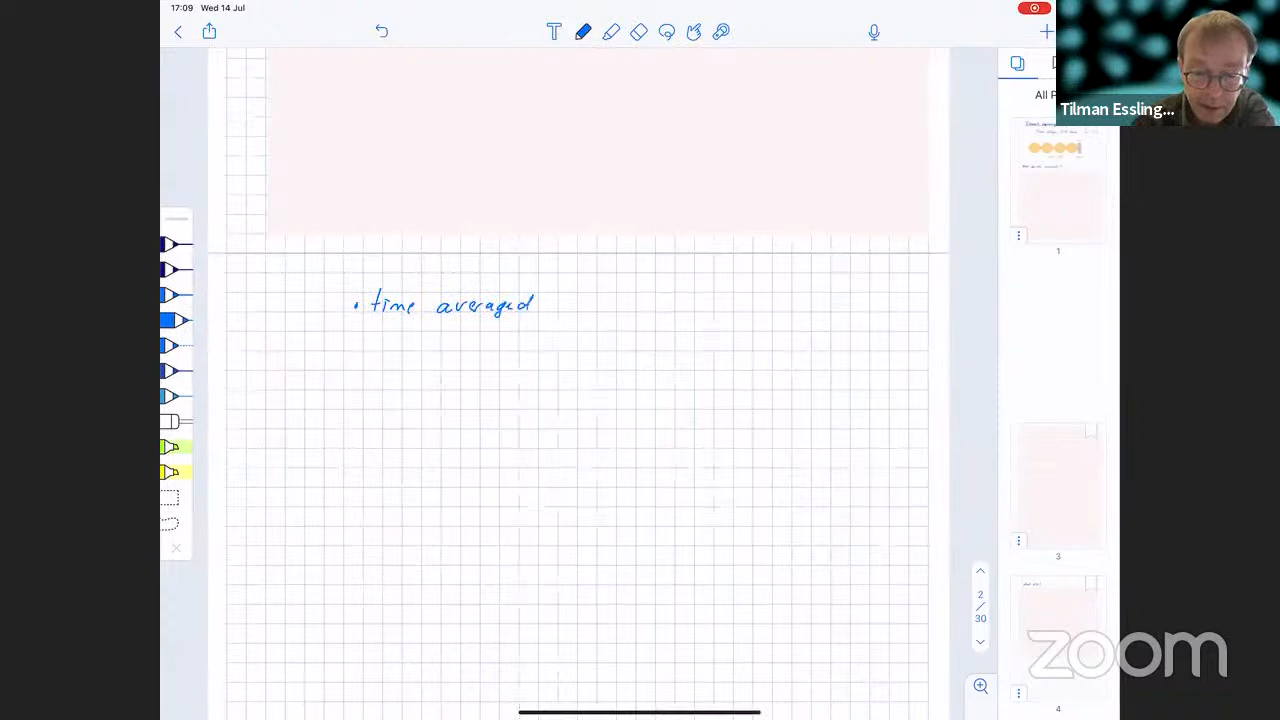 17:09 Wed 14 Jul
T
All P
Tilman Essling...
1
• time averaged
2
/
30
3
zoom
4